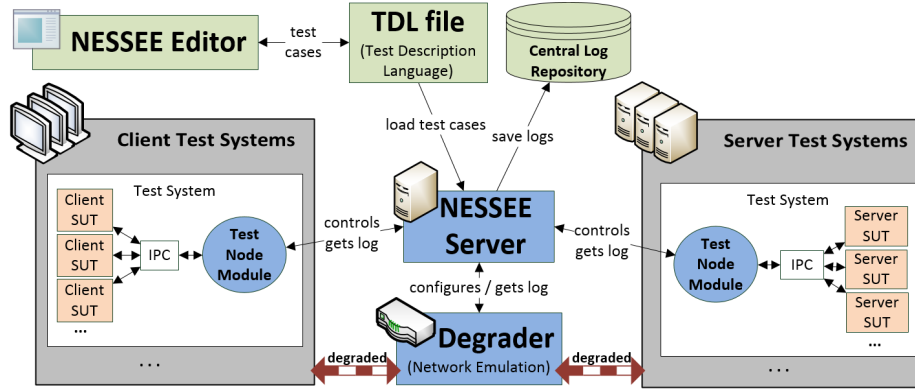 NESSEE Editor
test
cases
TDL file
(Test Description
Language)
Central Log
Repository
load test cases
save logs
Client Test Systems
Test System
Client
SUT
Client
SUT
Client
SUT
...
IPC
Test
Node
Module
...
controls
gets log
NESSEE
Server
controls
gets log
configures / gets log
Degrader
(Network Emulation)
degraded
degraded
Server Test Systems
Test System
Test
Node
Module
IPC
Server
SUT
Server
SUT
Server
SUT
...
...